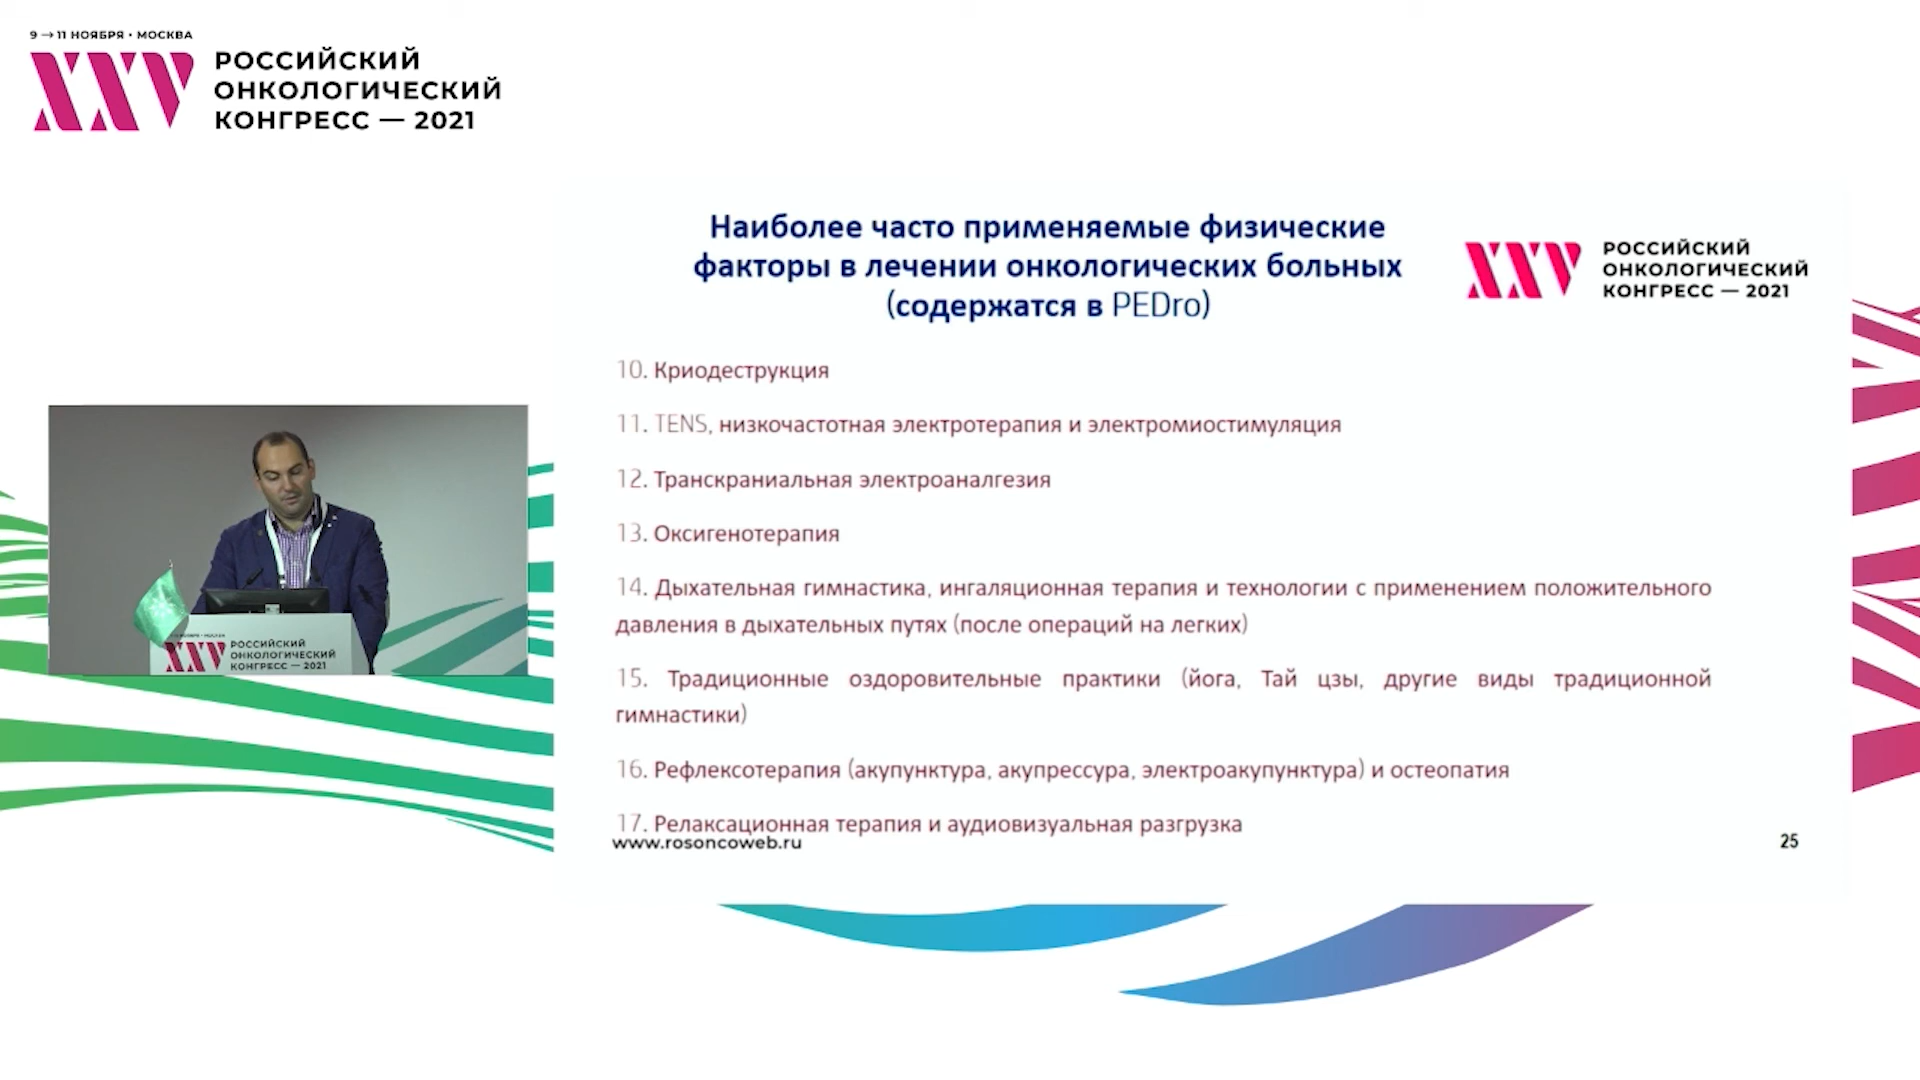 9 → 11 НОЯБРЯ • МОСКВА
XXV
РОССИЙСКИЙ
ОНКОЛОГИЧЕСКИЙ
КОНГРЕСС — 2021
Наиболее часто применяемые физические
факторы в лечении онкологических больных
(содержатся в PEDro)
XXV
РОССИЙСКИЙ
ОНКОЛОГИЧЕСКИЙ
КОНГРЕСС — 2021
10. Криодеструкция
11. TENS, низкочастотная электротерапия и электромиостимуляция
12. Транскраниальная электроаналгезия
13. Оксигенотерапия
14. Дыхательная гимнастика, ингаляционная терапия и технологии с применением положительного
давления в дыхательных путях (после операций на легких)
15. Традиционные оздоровительные практики (йога, Тай цзы, другие виды традиционной
гимнастики)
16. Рефлексотерапия (акупунктура, акупрессура, электроакупунктура) и остеопатия
17. Релаксационная терапия и аудиовизуальная разгрузка
www.rosoncoweb.ru
25
XXV
РОССИЙСКИЙ
ОНКОЛОГИЧЕСКИЙ
КОНГРЕСС — 2021